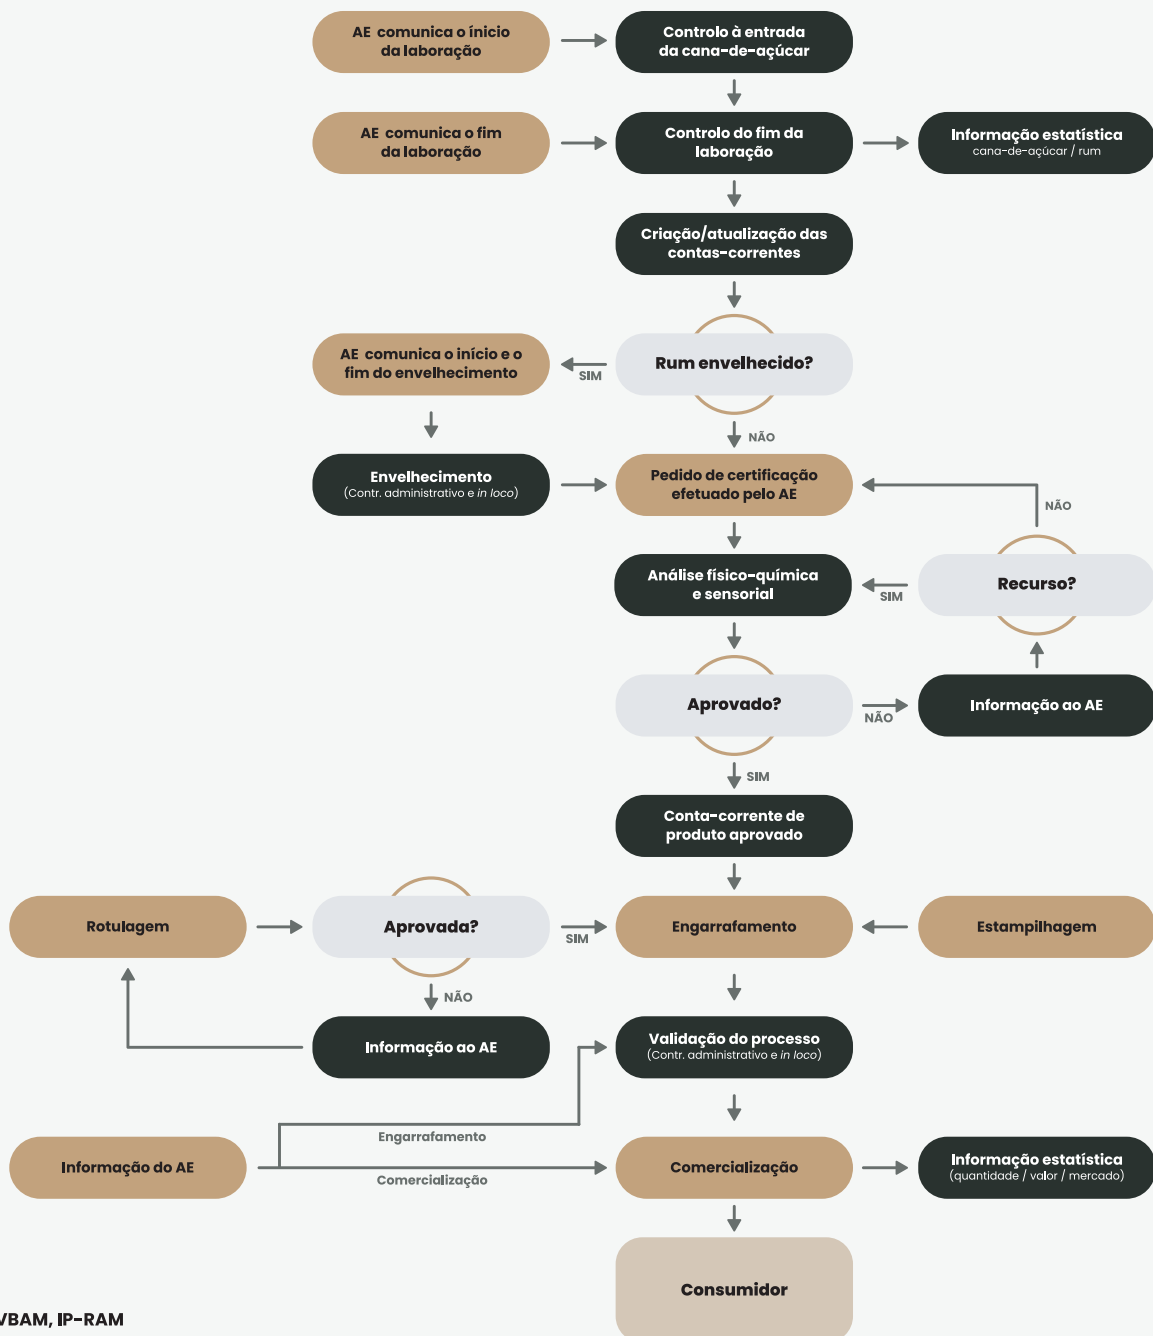 AE comunica o ínicio
da laboração
Controlo à entrada
da cana-de-açúcar
AE comunica o fim
da laboração
Controlo do fim da
laboração
Informação estatística
cana-de-açúcar / rum
Criação/atualização das
contas-correntes
AE comunica o início e o
fim do envelhecimento
SIM
Rum envelhecido?
NÃO
Envelhecimento
(Contr. administrativo e in loco)
Pedido de certificação
efetuado pelo AE
NÃO
Análise físico-química
e sensorial
SIM
Recurso?
Aprovado?
NÃO
Informação ao AE
SIM
Conta-corrente de
produto aprovado
Rotulagem
Aprovada?
SIM
Engarrafamento
Estampilhagem
NÃO
Informação ao AE
Validação do processo
(Contr. administrativo e in loco)
Engarrafamento
Informação do AE
Comercialização
Comercialização
Informação estatística
(quantidade / valor / mercado)
Consumidor
VBAM, IP-RAM